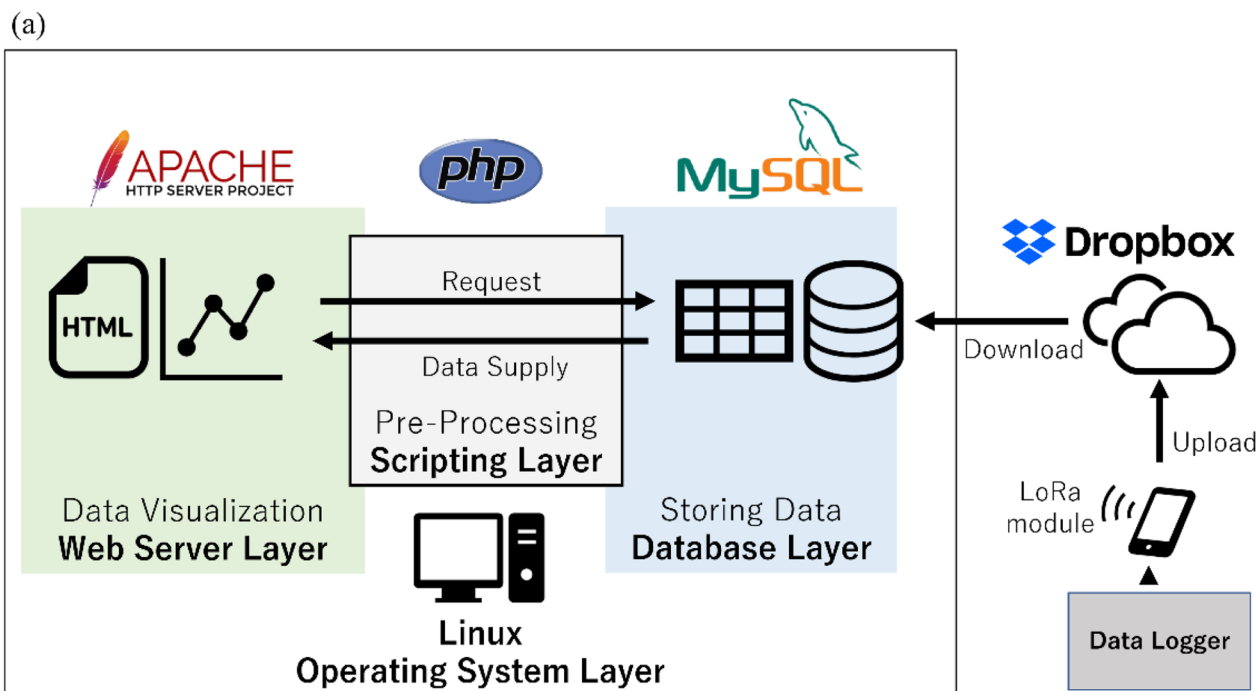 (a)
APACHE
HTTP SERVER PROJECT
php
MySQL
Dropbox
HTML
Request
Data Supply
Download
Pre-Processing
Scripting Layer
Upload
LoRa
module
Data Visualization
Web Server Layer
Storing Data
Database Layer
Data Logger
Linux
Operating System Layer